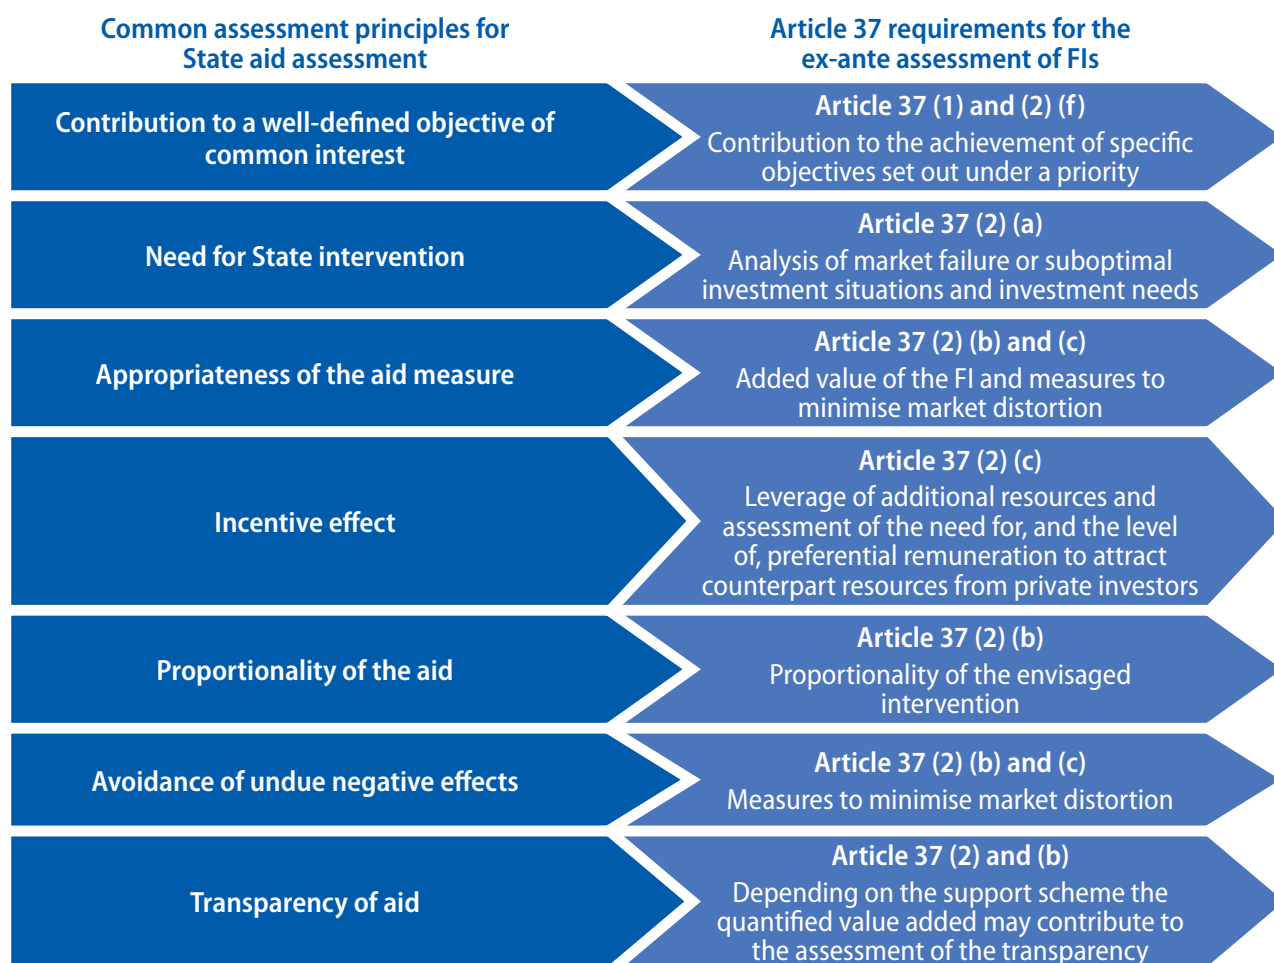 Common assessment principles for
State aid assessment
Article 37 requirements for the
ex-ante assessment of FIs
Contribution to a well-defined objective of
common interest
Article 37 (1) and (2) (f)
Contribution to the achievement of specific
objectives set out under a priority
Need for State intervention
Article 37 (2) (a)
Analysis of market failure or suboptimal
investment situations and investment needs
Appropriateness of the aid measure
Article 37 (2) (b) and (c)
Added value of the FI and measures to
minimise market distortion
Incentive effect
Article 37 (2) (c)
Leverage of additional resources and
assessment of the need for, and the level
of, preferential remuneration to attract
counterpart resources from private investors
Proportionality of the aid
Article 37 (2) (b)
Proportionality of the envisaged
intervention
Avoidance of undue negative effects
Article 37 (2) (b) and (c)
Measures to minimise market distortion
Transparency of aid
Article 37 (2) and (b)
Depending on the support scheme the
quantified value added may contribute to
the assessment of the transparency